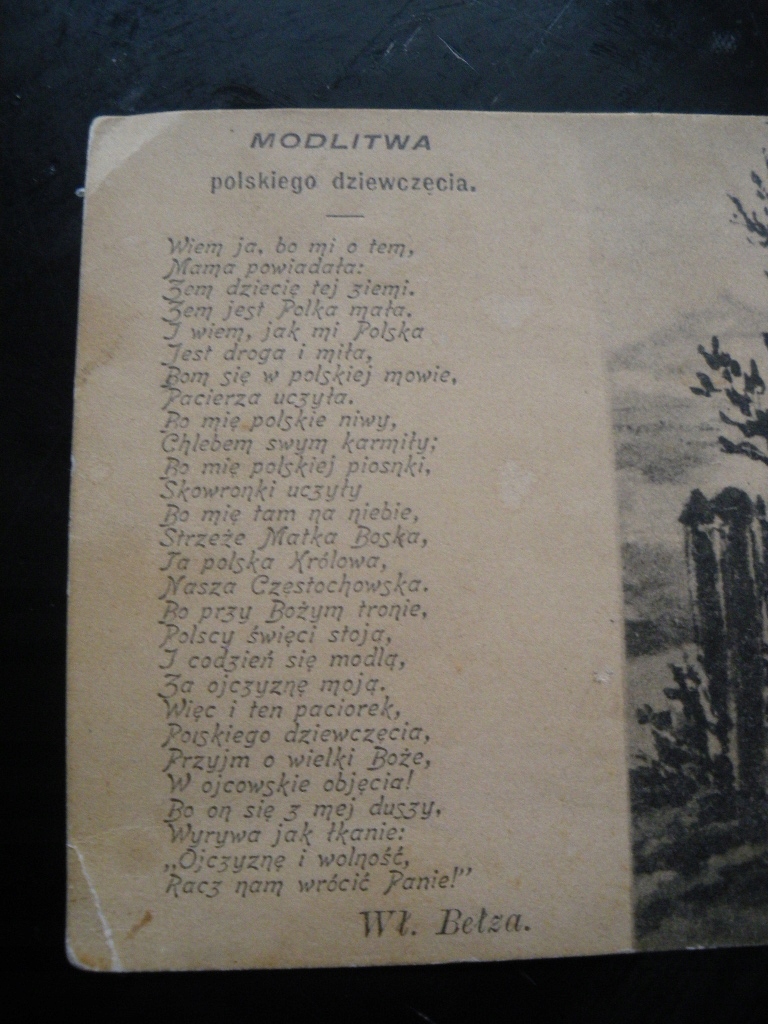 MODLITWA
polskiego dziewczęcia.
Wiem ja, bo mi o tem,
Mama powiadała:
Żem dziecię tej ziemi.
Żem jest Polka mała.
I wiem, jak mi Polska
Jest droga i miła,
Bom się w polskiej mowie,
Pacierza uczyła.
Bo mię polskie niwy,
Chlebem swym karmiły;
Bo mię polskiej piosnki,
Skowronki uczyły
Bo mię tam na niebie,
Strzeże Matka Boska,
Ta polska Królowa,
Nasza Częstochowska.
Bo przy Bożym tronie,
Polscy święci stoją,
I codzień się modlą,
Za ojczyznę moją.
Więc i ten paciorek,
Polskiego dziewczęcia,
Przyjm o wielki Boże,
W ojcowskie objęcia!
Bo on się z mej duszy,
Wyrywa jak łkanie:
„Ojczyznę i wolność,
Racz nam wrócić Panie!”
Wł. Bełza.